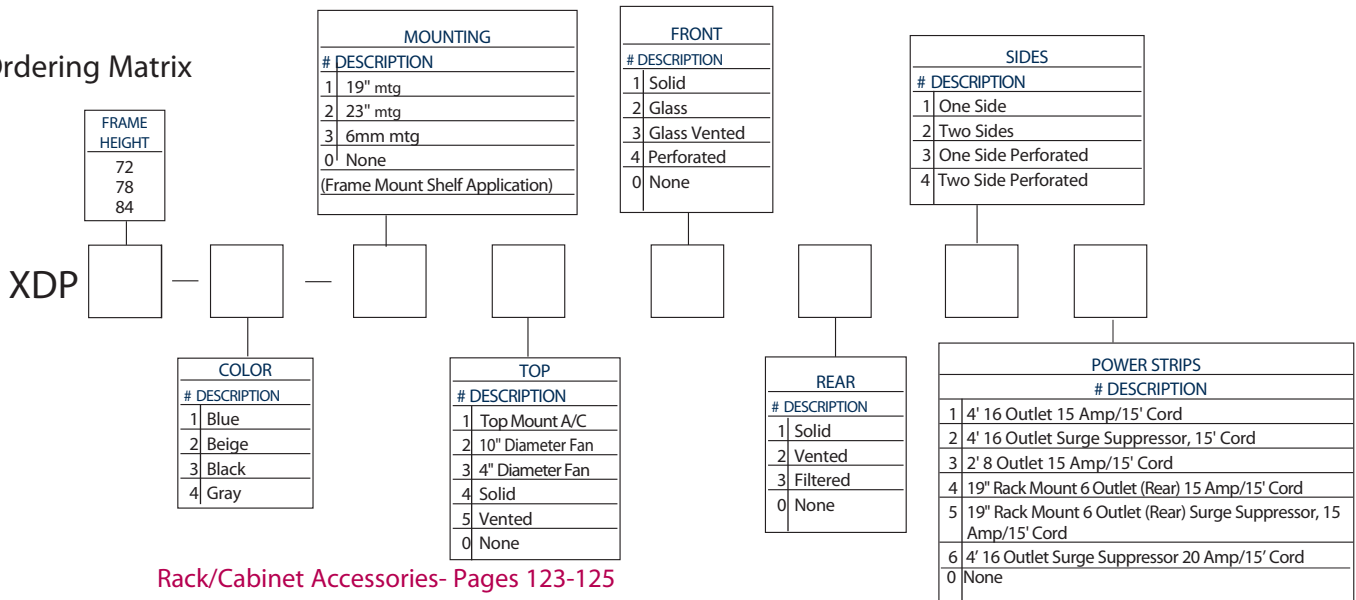 Ordering Matrix
FRAME
HEIGHT
72
78
84
MOUNTING
# DESCRIPTION
1 19" mtg
2 23" mtg
3 6mm mtg
0 None
(Frame Mount Shelf Application)
FRONT
# DESCRIPTION
1 Solid
2 Glass
3 Glass Vented
4 Perforated
0 None
SIDES
# DESCRIPTION
1 One Side
2 Two Sides
3 One Side Perforated
4 Two Side Perforated
XDP — —
COLOR
# DESCRIPTION
1 Blue
2 Beige
3 Black
4 Gray
TOP
# DESCRIPTION
1 Top Mount A/C
2 10" Diameter Fan
3 4" Diameter Fan
4 Solid
5 Vented
0 None
REAR
# DESCRIPTION
1 Solid
2 Vented
3 Filtered
0 None
POWER STRIPS
# DESCRIPTION
1 4' 16 Outlet 15 Amp/15' Cord
2 4' 16 Outlet Surge Suppressor, 15' Cord
3 2' 8 Outlet 15 Amp/15' Cord
4 19" Rack Mount 6 Outlet (Rear) 15 Amp/15' Cord
5 19" Rack Mount 6 Outlet (Rear) Surge Suppressor, 15
Amp/15' Cord
6 4′ 16 Outlet Surge Suppressor 20 Amp/15′ Cord
0 None
Rack/Cabinet Accessories- Pages 123-125